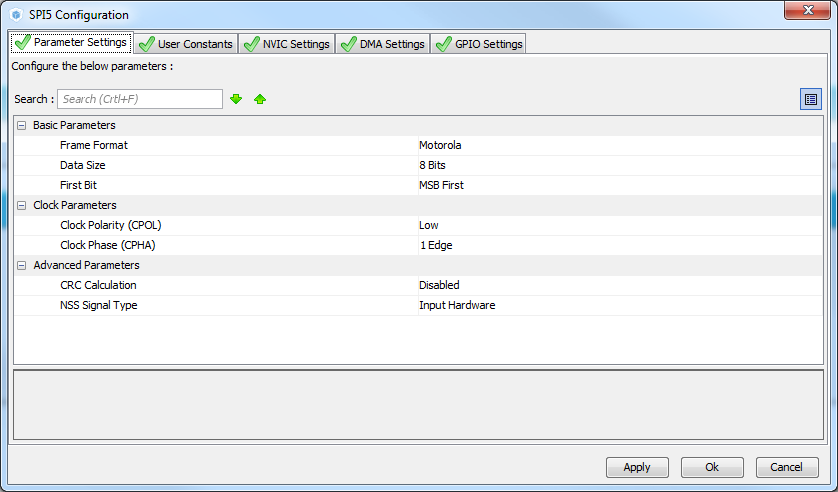 SPI5 Configuration
Parameter Settings User Constants NVIC Settings DMA Settings GPIO Settings
Configure the below parameters :
Search : Search (Crtl+F)
Basic Parameters
Frame Format Motorola
Data Size 8 Bits
First Bit MSB First
Clock Parameters
Clock Polarity (CPOL) Low
Clock Phase (CPHA) 1 Edge
Advanced Parameters
CRC Calculation Disabled
NSS Signal Type Input Hardware
Apply Ok Cancel